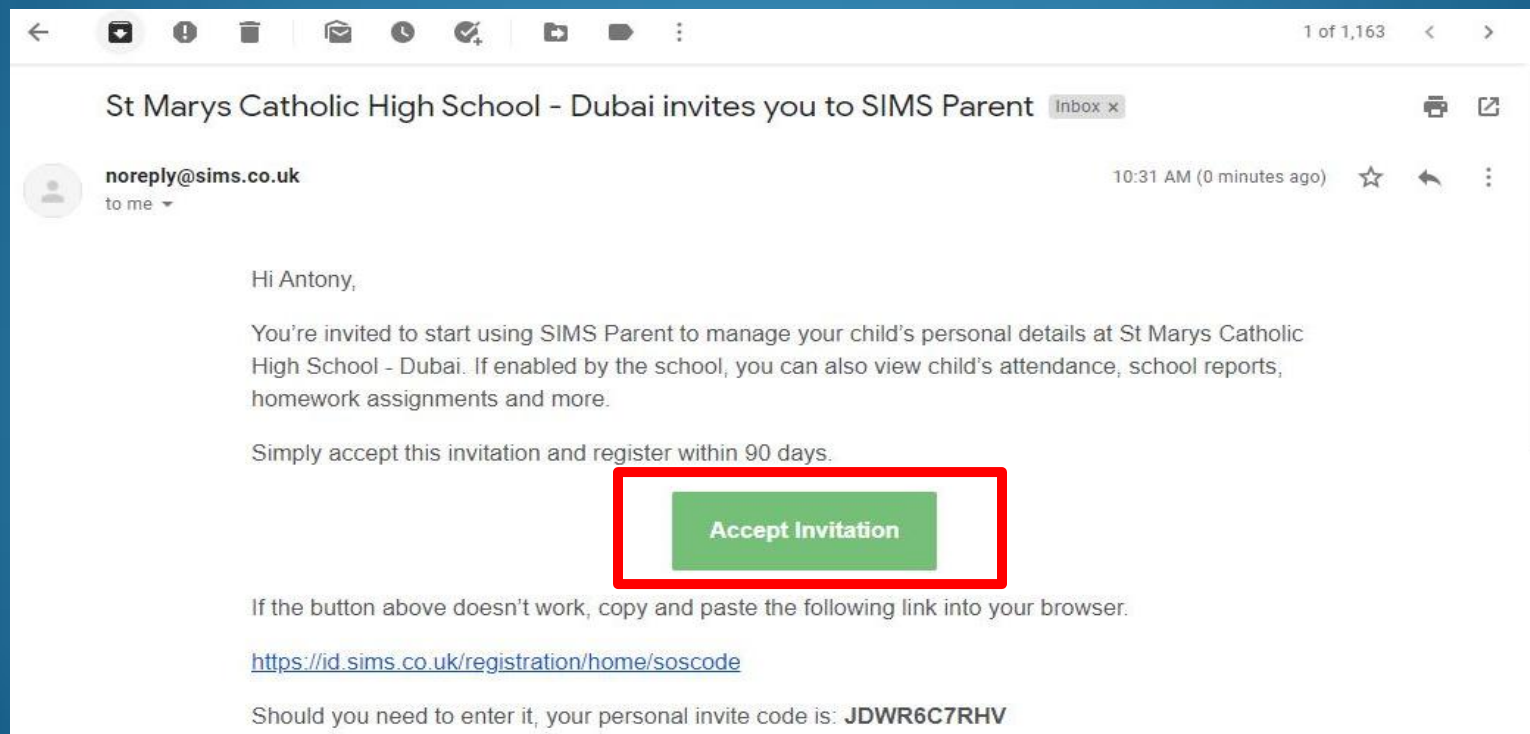 1 of 1,163
St Marys Catholic High School - Dubai invites you to SIMS Parent Inbox x
noreply@sims.co.uk 10:31 AM (0 minutes ago)
to me
Hi Antony,
You’re invited to start using SIMS Parent to manage your child’s personal details at St Marys Catholic
High School - Dubai. If enabled by the school, you can also view child’s attendance, school reports,
homework assignments and more.
Simply accept this invitation and register within 90 days.
Accept Invitation
If the button above doesn’t work, copy and paste the following link into your browser.
https://id.sims.co.uk/registration/home/soscode
Should you need to enter it, your personal invite code is: JDWR6C7RHV